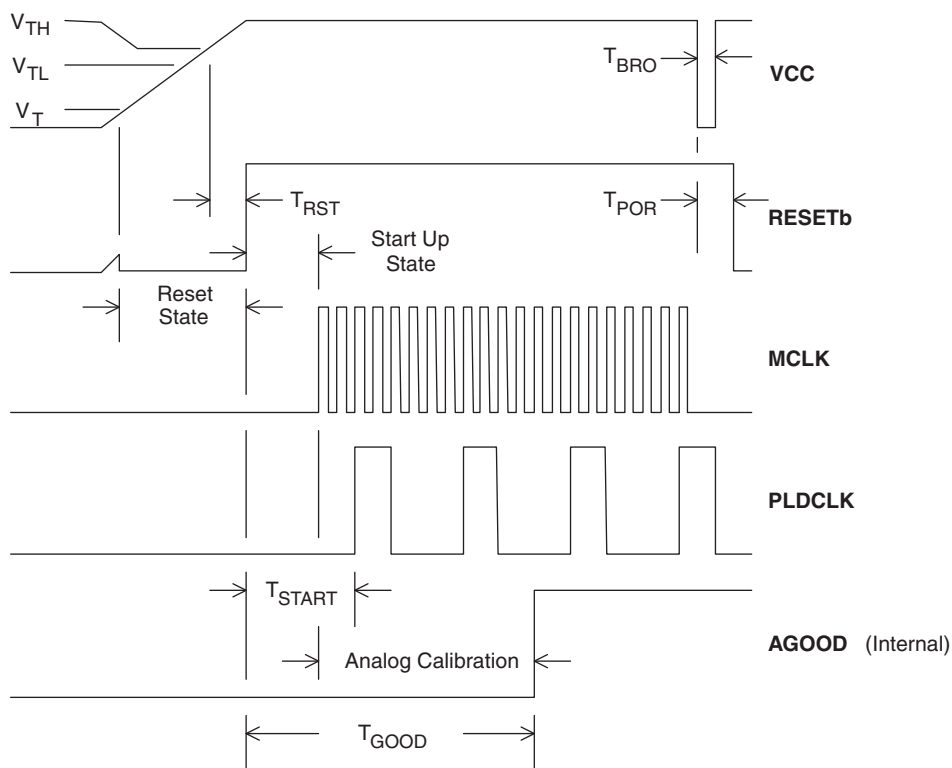 VTH
VTL
VT
TBRO
VCC
TRST
TPOR
RESETb
Start Up
State
Reset
State
MCLK
PLDCLK
TSTART
AGOOD (Internal)
Analog Calibration
TGOOD